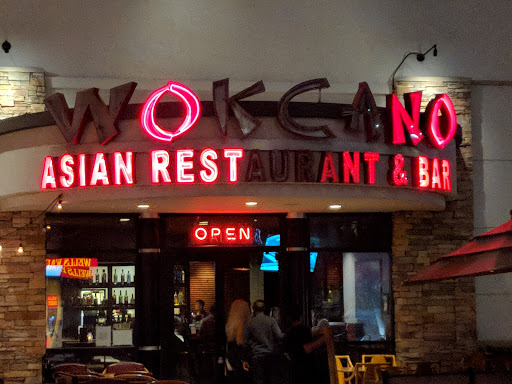 WOKCANO
ASIAN RESTAURANT & BAR
OPEN